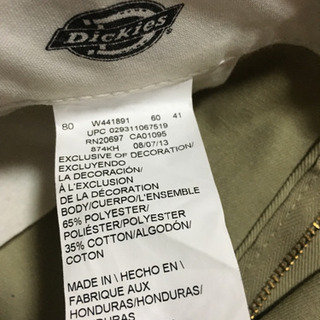 Dickies
80 W441891 60 41
UPC 029311067519
RN20697 CA01095
874KH 08/07/13
EXCLUSIVE OF DECORATION/
EXCLUYENDO
LA DECORACIÓN/
À L'EXCLUSION
DE LA DÉCORATION
BODY/CUERPO/L'ENSEMBLE
65% POLYESTER/
POLIÉSTER/POLYESTER
35% COTTON/ALGODÓN/
COTON
MADE IN \ HECHO EN \
FABRIQUE AUX
HONDURAS/HONDURAS/
HONDURAS